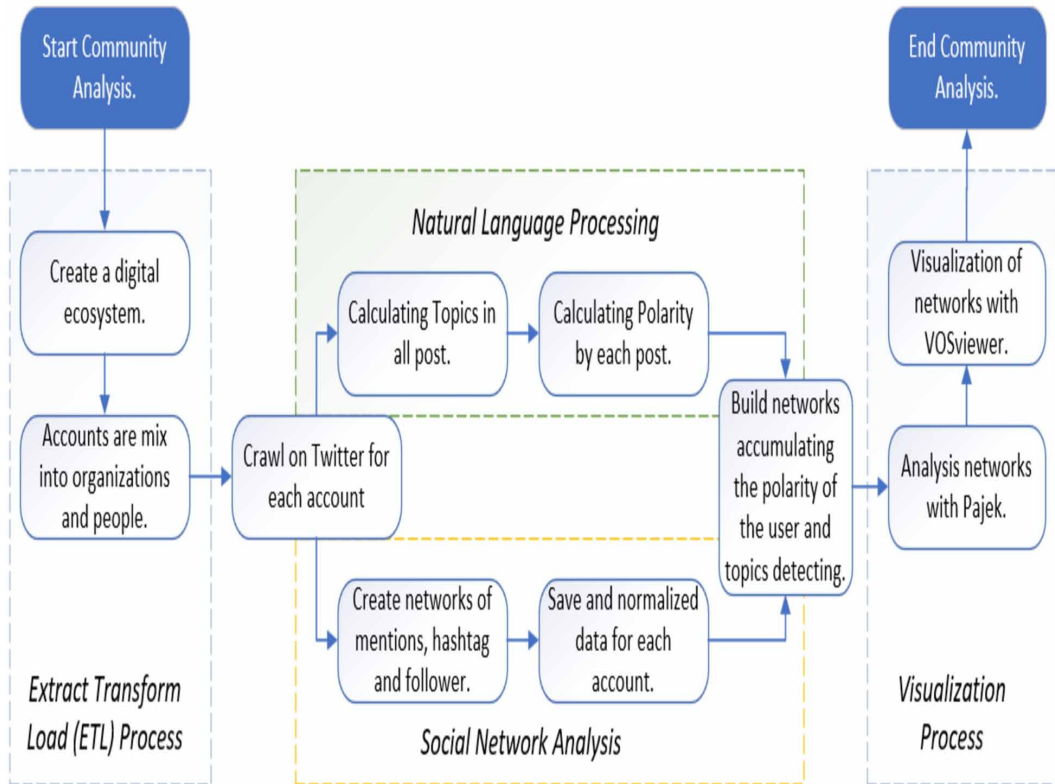 Start Community
Analysis.
End Community
Analysis.
Natural Language Processing
Create a digital
ecosystem.
Calculating Topics in
all post.
Calculating Polarity
by each post.
Visualization of
networks with
VOSviewer.
Accounts are mix
into organizations
and people.
Crawl on Twitter for
each account
Build networks
accumulating
the polarity of
the user and
topics detecting.
Analysis networks
with Pajek.
Create networks of
mentions, hashtag
and follower.
Save and normalized
data for each
account.
Extract Transform
Load (ETL) Process
Social Network Analysis
Visualization
Process